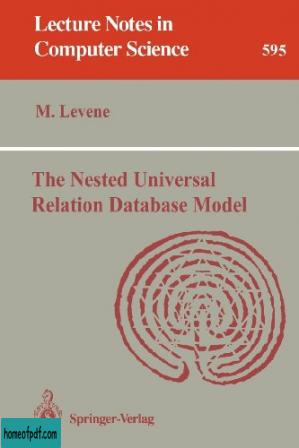 Lecture Notes in
Computer Science
595
M. Levene
The Nested Universal
Relation Database Model
Springer-Verlag
homeofpdf.com